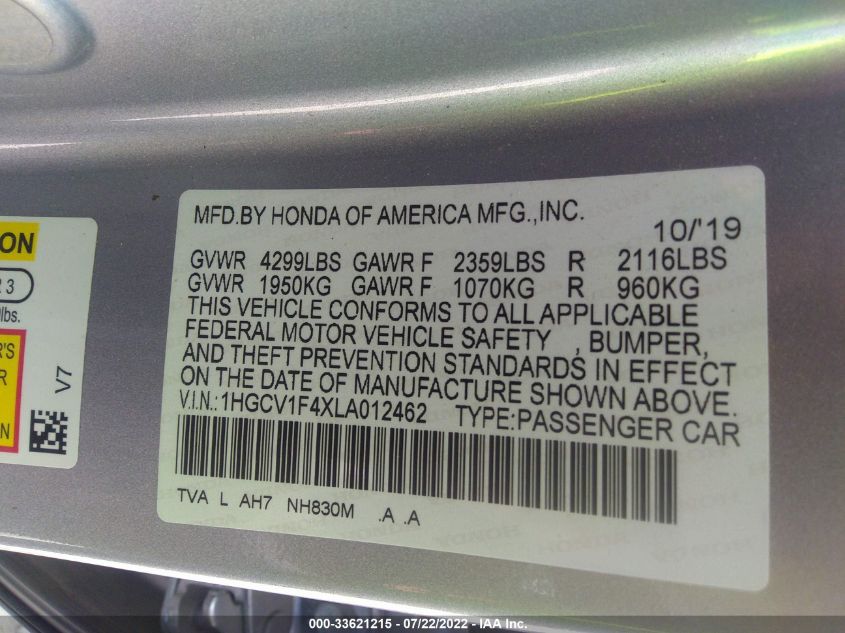 MFD.BY HONDA OF AMERICA MFG.,INC.
10/'19
GVWR 4299LBS GAWR F 2359LBS R 2116LBS
GVWR 1950KG GAWR F 1070KG R 960KG
THIS VEHICLE CONFORMS TO ALL APPLICABLE
FEDERAL MOTOR VEHICLE SAFETY , BUMPER,
AND THEFT PREVENTION STANDARDS IN EFFECT
ON THE DATE OF MANUFACTURE SHOWN ABOVE.
V.I.N.:1HGCV1F4XLA012462 TYPE:PASSENGER CAR
TVA L AH7 NH830M .A .A
ON
2 3
lbs.
R'S
R
N
V7
000-33621215 - 07/22/2022 - IAA Inc.